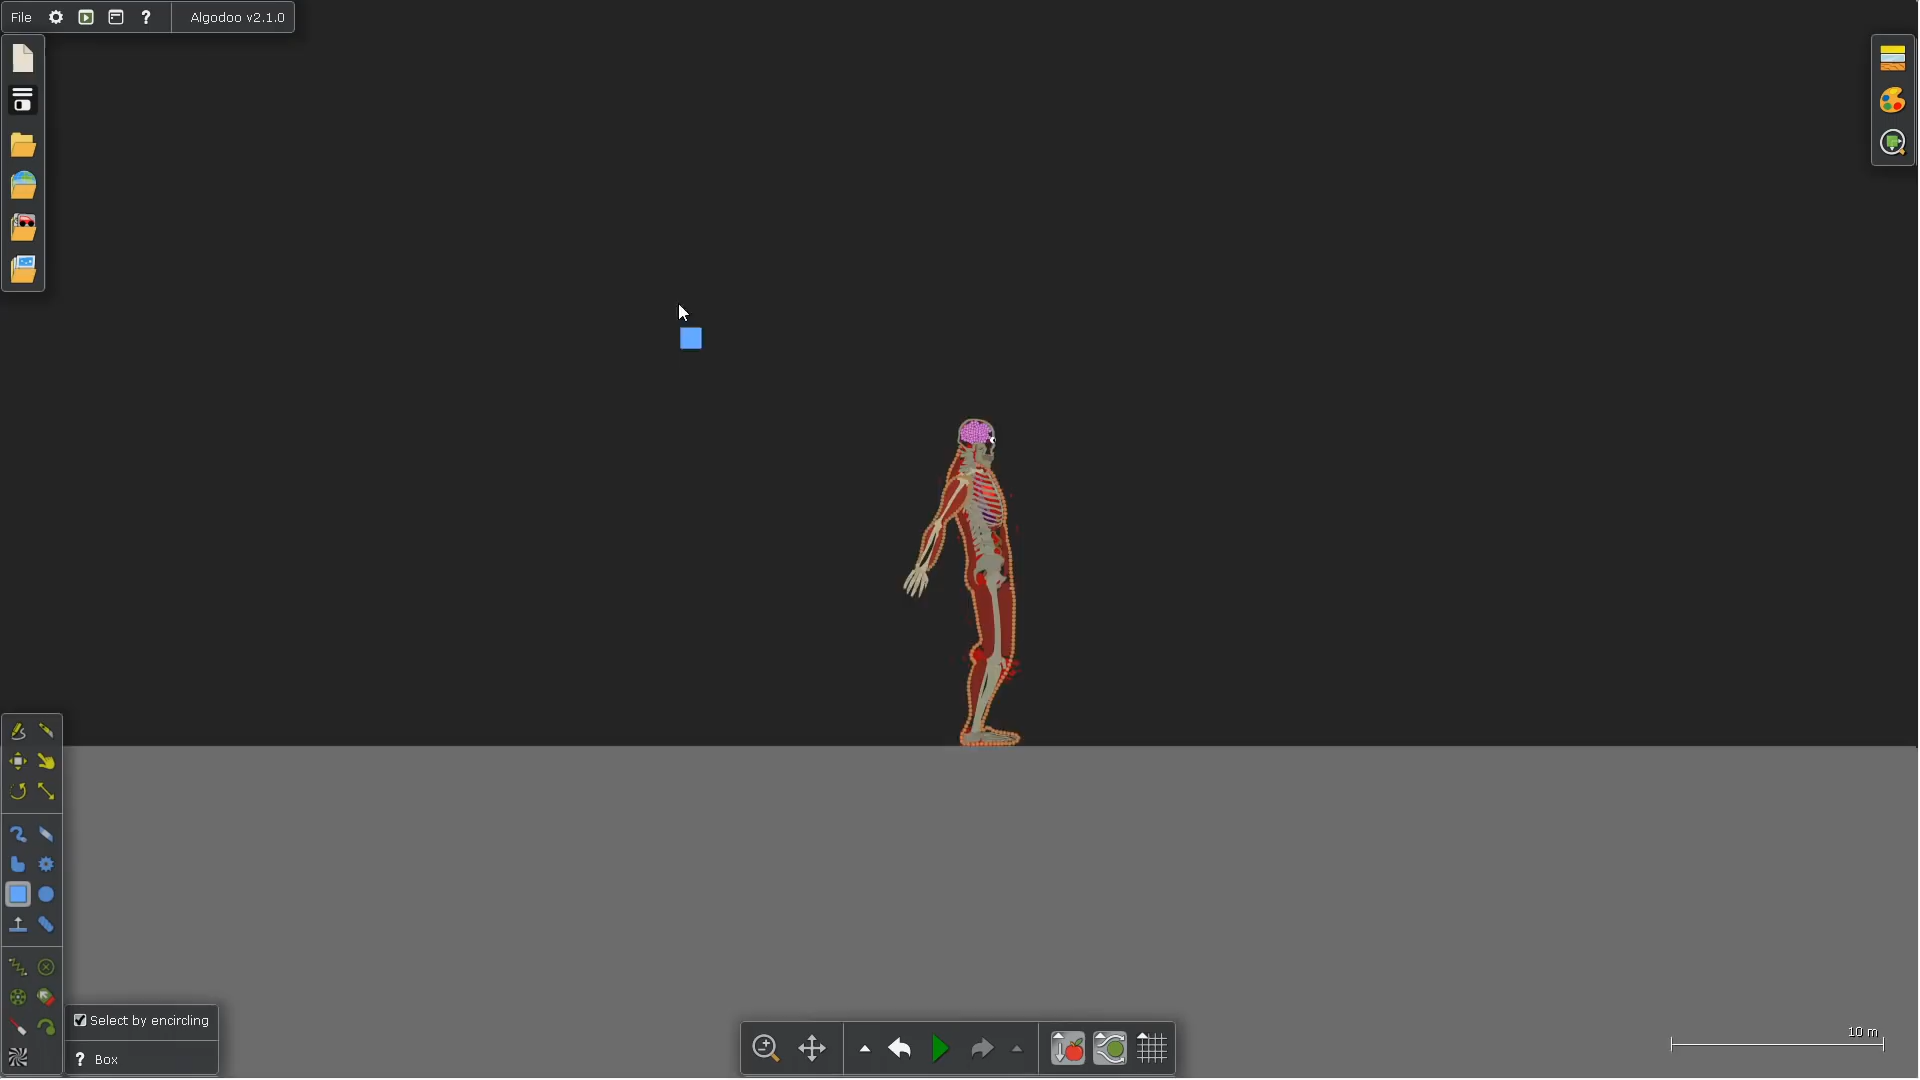 File ? Algodoo v2.1.0
Select by encircling
? Box
10 m